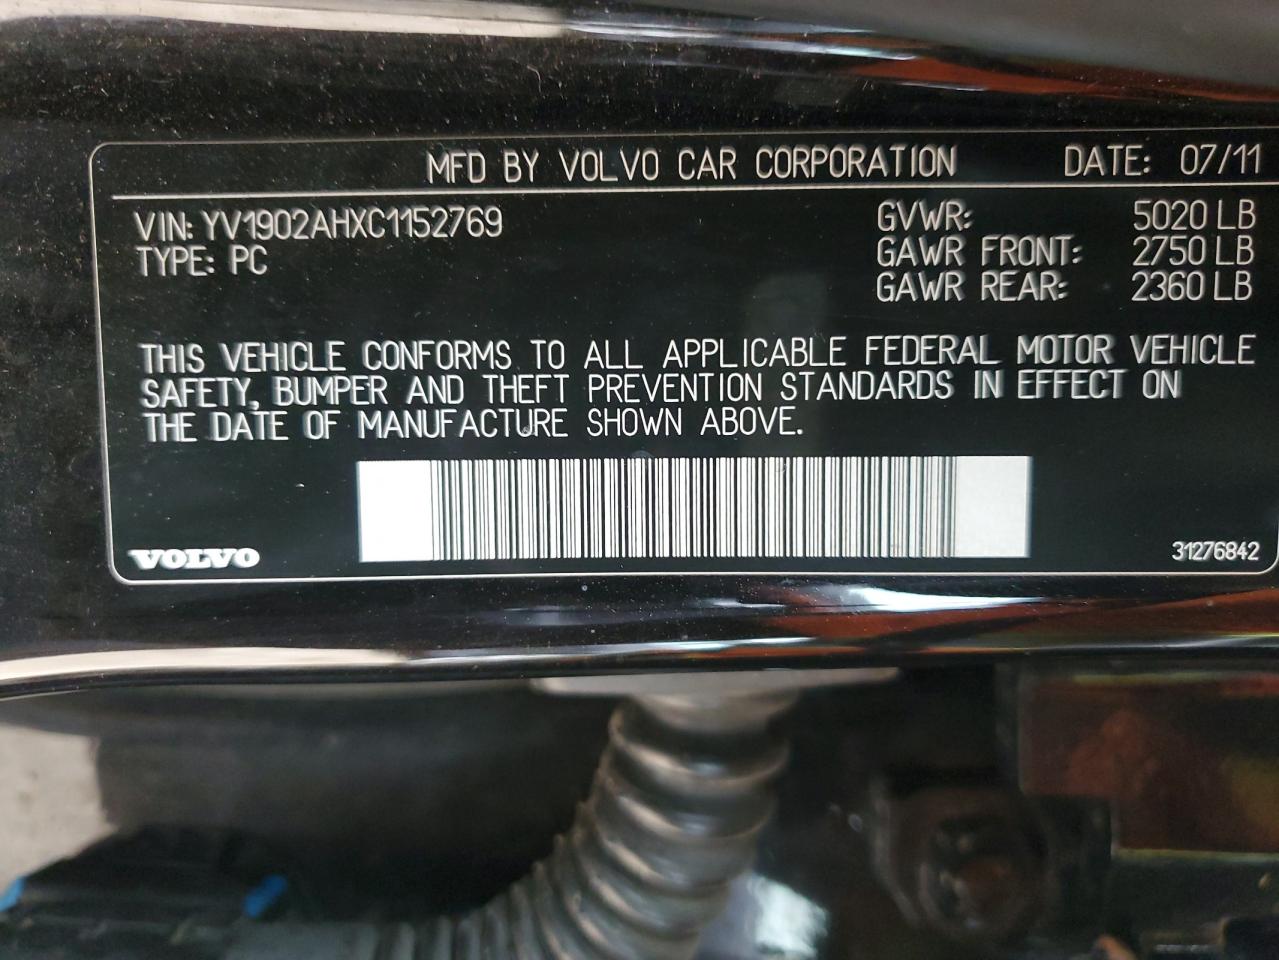 MFD BY VOLVO CAR CORPORATION DATE: 07/11
VIN: YV1902AHXC1152769 GVWR: 5020 LB
TYPE: PC GAWR FRONT: 2750 LB
GAWR REAR: 2360 LB
THIS VEHICLE CONFORMS TO ALL APPLICABLE FEDERAL MOTOR VEHICLE
SAFETY, BUMPER AND THEFT PREVENTION STANDARDS IN EFFECT ON
THE DATE OF MANUFACTURE SHOWN ABOVE.
VOLVO 31276842